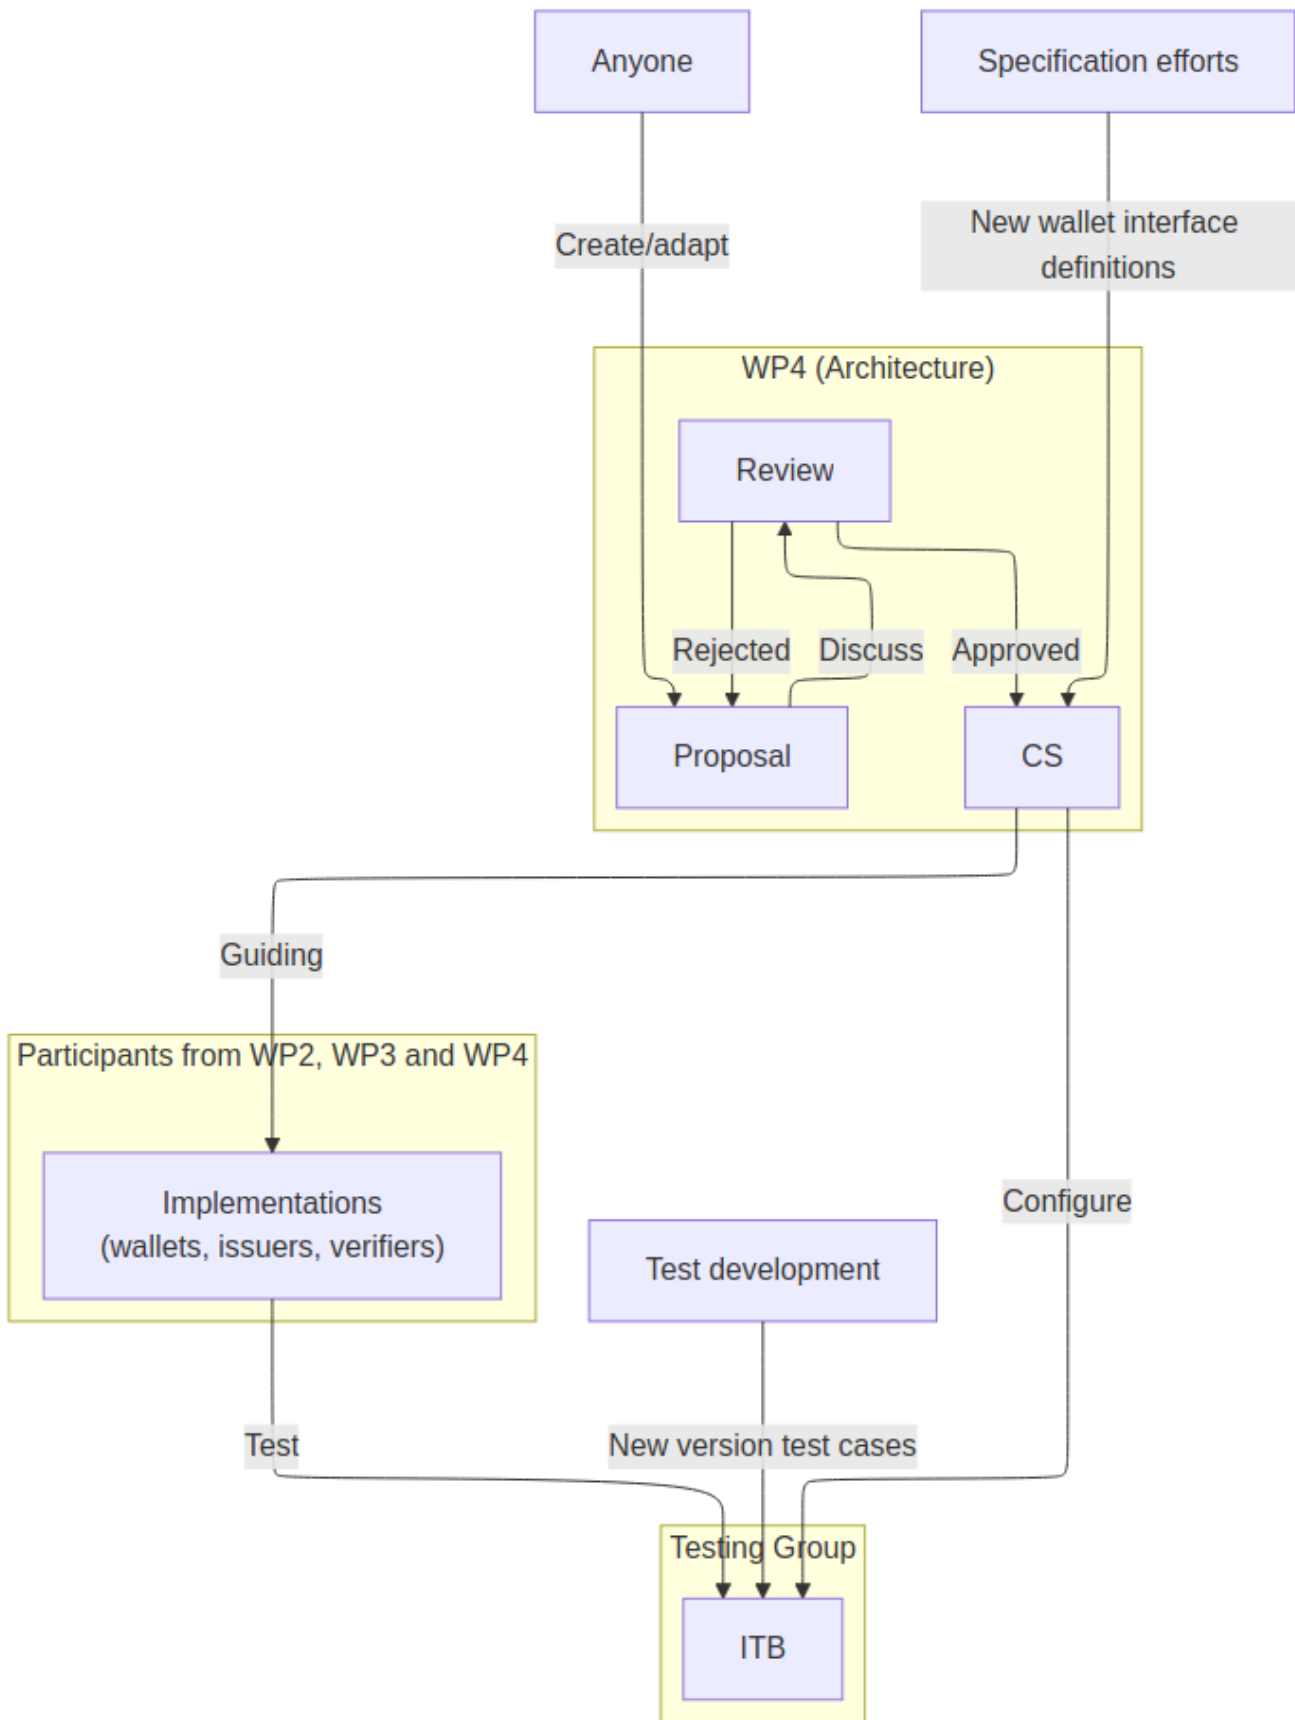 Anyone
Specification efforts
Create/adapt
New wallet interface
definitions
WP4 (Architecture)
Review
Rejected
Discuss
Approved
Proposal
CS
Guiding
Participants from WP2, WP3 and WP4
Implementations
(wallets, issuers, verifiers)
Configure
Test development
Test
New version test cases
Testing Group
ITB